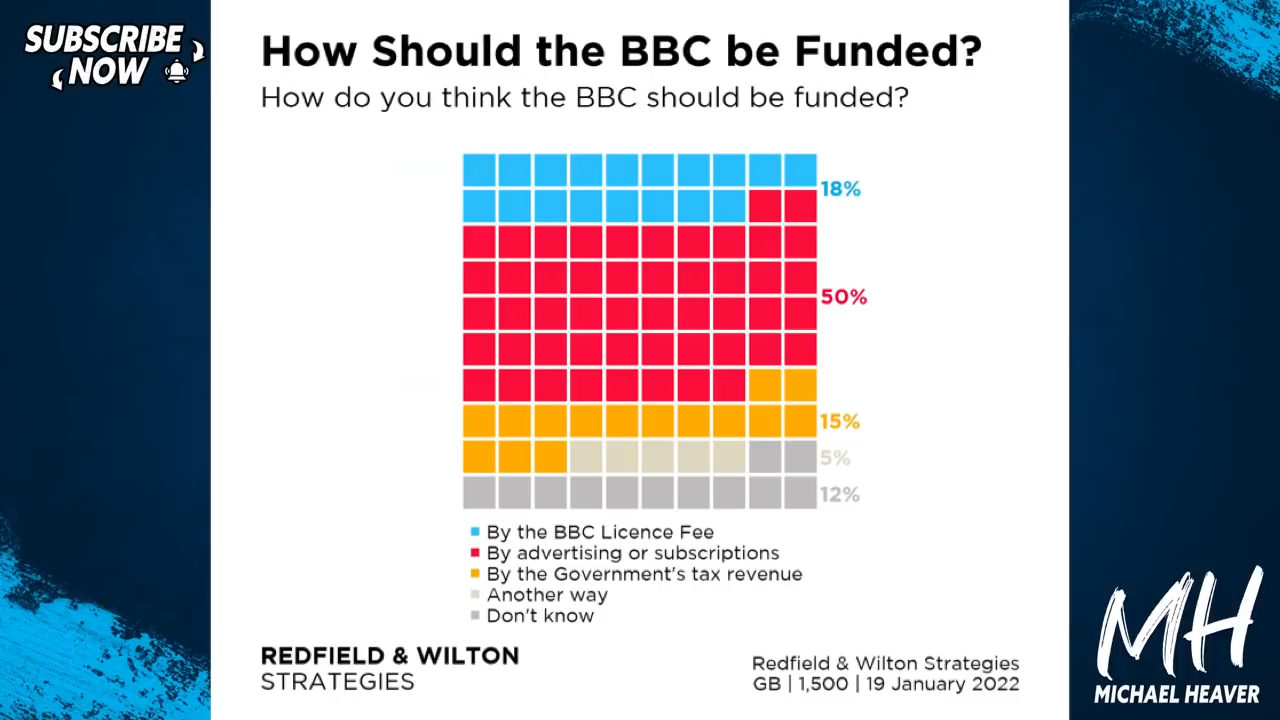 SUBSCRIBE
NOW
How Should the BBC be Funded?
How do you think the BBC should be funded?
18%
50%
15%
5%
12%
By the BBC Licence Fee
By advertising or subscriptions
By the Government's tax revenue
Another way
Don't know
REDFIELD & WILTON
STRATEGIES
Redfield & Wilton Strategies
GB | 1,500 | 19 January 2022
MH
MICHAEL HEAVER